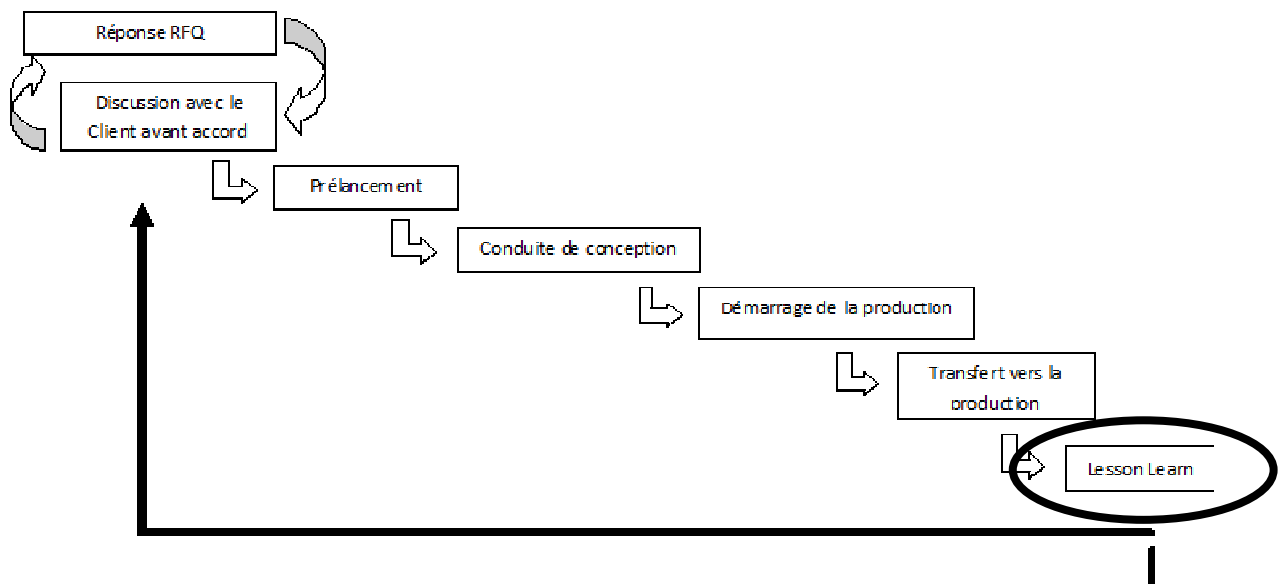 Réponse RFQ
Discussion avec le
Client avant accord
Prélancement
Conduite de conception
Démarrage de la production
Transfert vers la
production
Lesson Learn